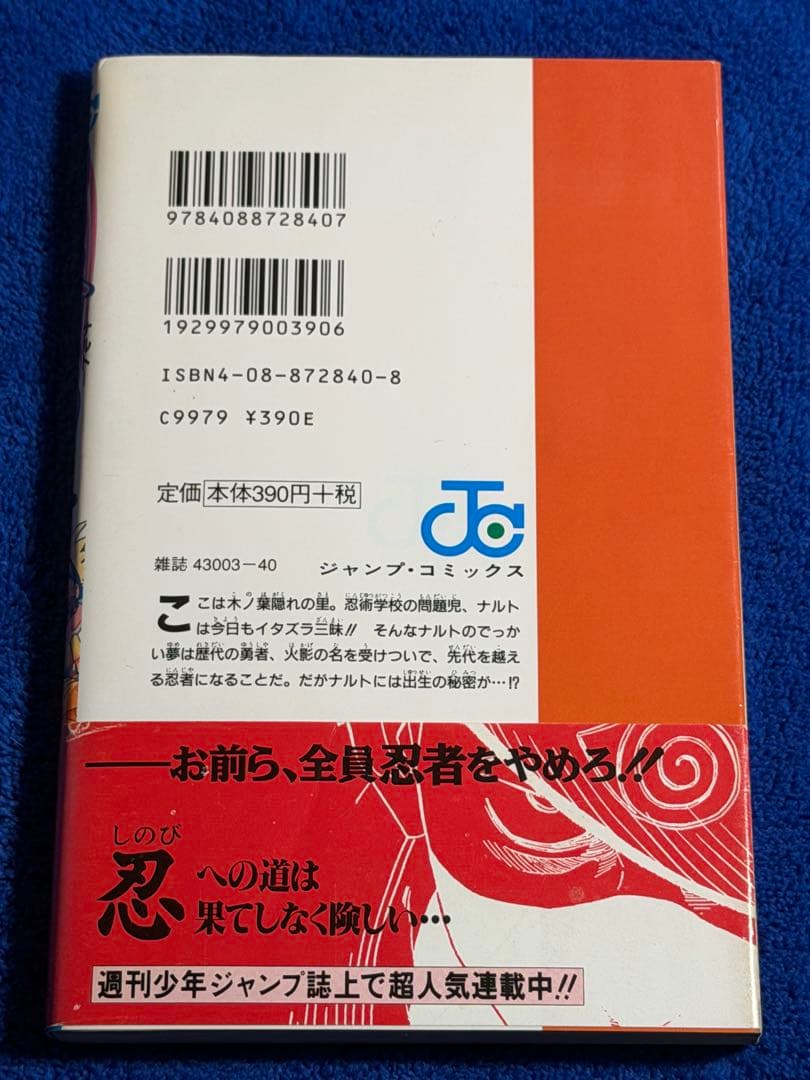 9784088728407
1929979003906
ISBN4-08-872840-8
C9979 ¥390E
定価 本体390円+税
雑誌 43003-40
ジャンプ・コミックス
ここは木ノ葉隠れの里。忍術学校の問題児、ナルト
は今日もイタズラ三昧!! そんなナルトのでっか
い夢は歴代の勇者、火影の名を受けついで、先代を越え
る忍者になることだ。だがナルトには出生の秘密が…!?
――お前ら、全員忍者をやめろ!!
しのび
忍への道は
果てしなく険しい…
週刊少年ジャンプ誌上で超人気連載中!!